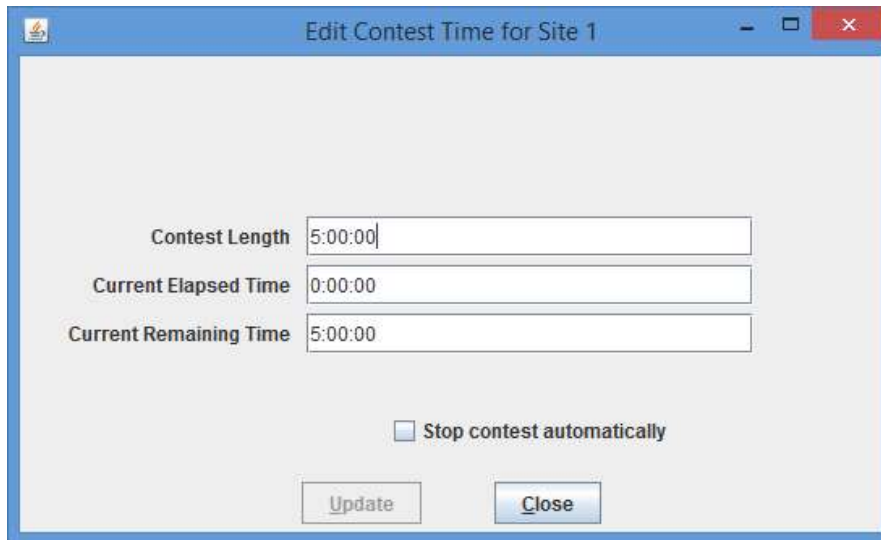 Edit Contest Time for Site 1
Contest Length 5:00:00
Current Elapsed Time 0:00:00
Current Remaining Time 5:00:00
Stop contest automatically
Update Close